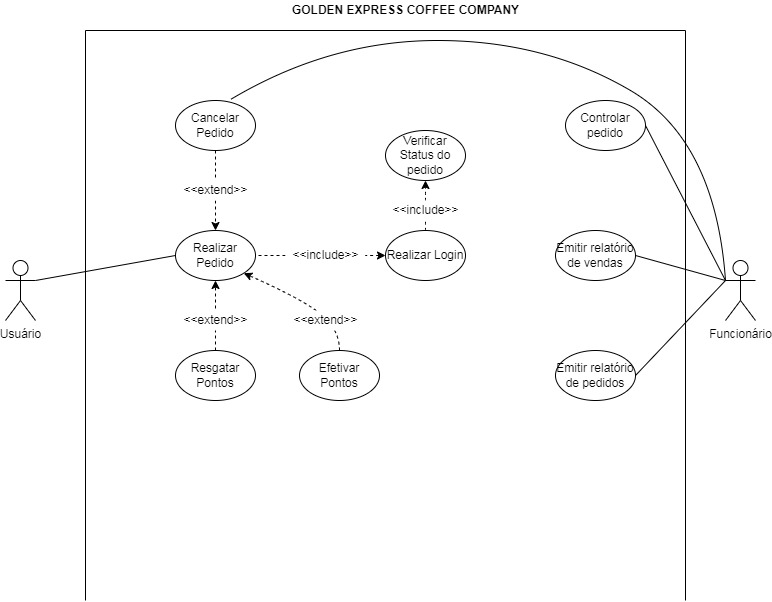 GOLDEN EXPRESS COFFEE COMPANY
Cancelar
Pedido
Controlar
pedido
Verificar
Status do
pedido
<<extend>>
<<include>>
Realizar
Pedido
<<include>>
Realizar Login
Emitir relatório
de vendas
Usuário
Funcionário
<<extend>>
<<extend>>
Resgatar
Pontos
Efetivar
Pontos
Emitir relatório
de pedidos